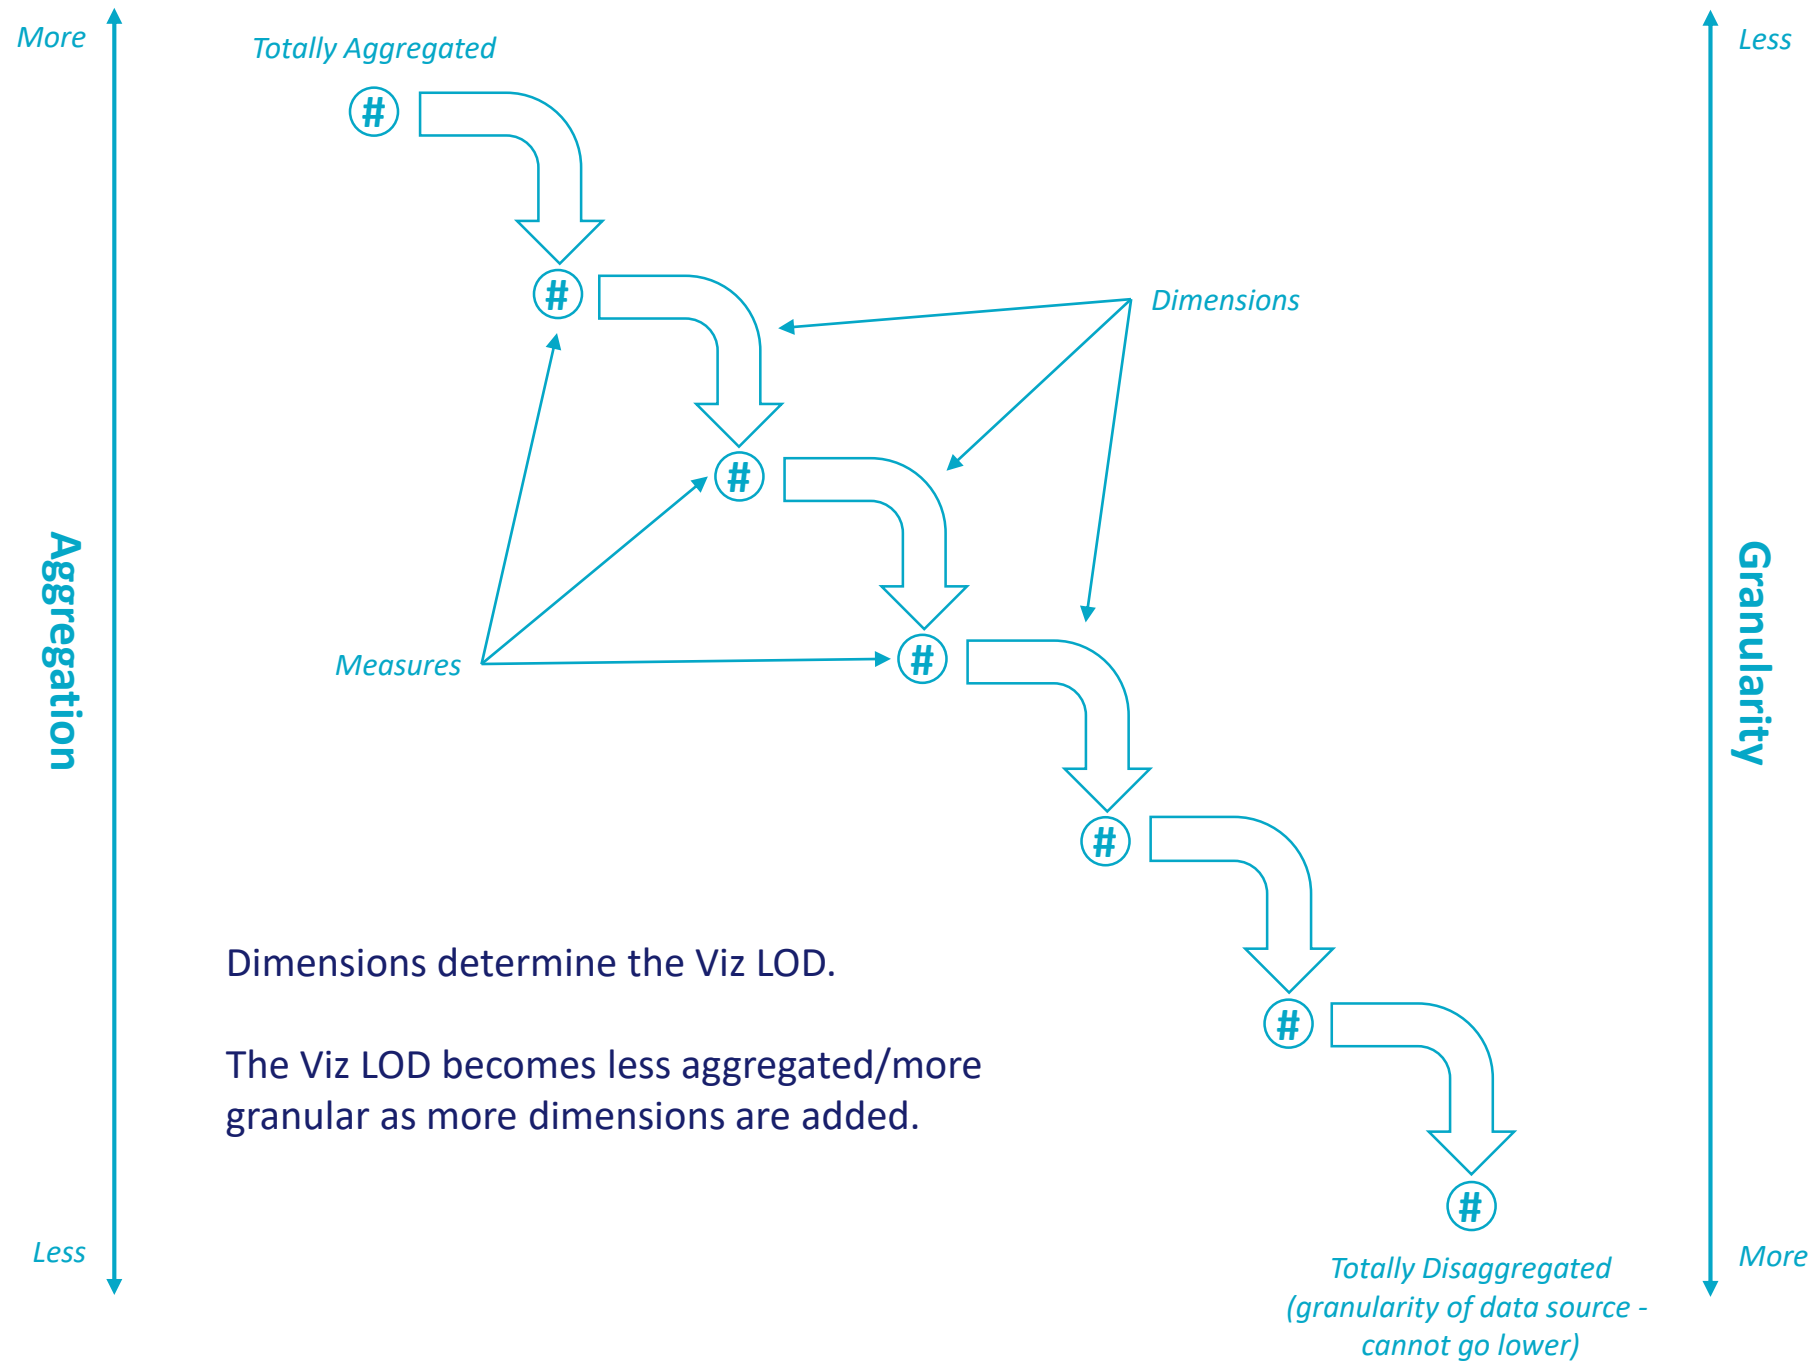 More
Less
Totally Aggregated
#
#
Dimensions
#
Aggregation
Granularity
Measures
#
#
Dimensions determine the Viz LOD.
#
The Viz LOD becomes less aggregated/more
granular as more dimensions are added.
#
Less
More
Totally Disaggregated
(granularity of data source -
cannot go lower)